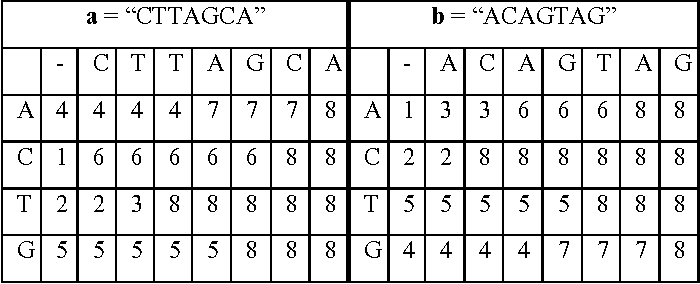 a = “CTTAGCA” b = “ACAGTAG”
- C T T A G C A - A C A G T A G
A 4 4 4 4 7 7 7 8 A 1 3 3 6 6 6 8 8
C 1 6 6 6 6 6 8 8 C 2 2 8 8 8 8 8 8
T 2 2 3 8 8 8 8 8 T 5 5 5 5 5 8 8 8
G 5 5 5 5 5 8 8 8 G 4 4 4 4 7 7 7 8